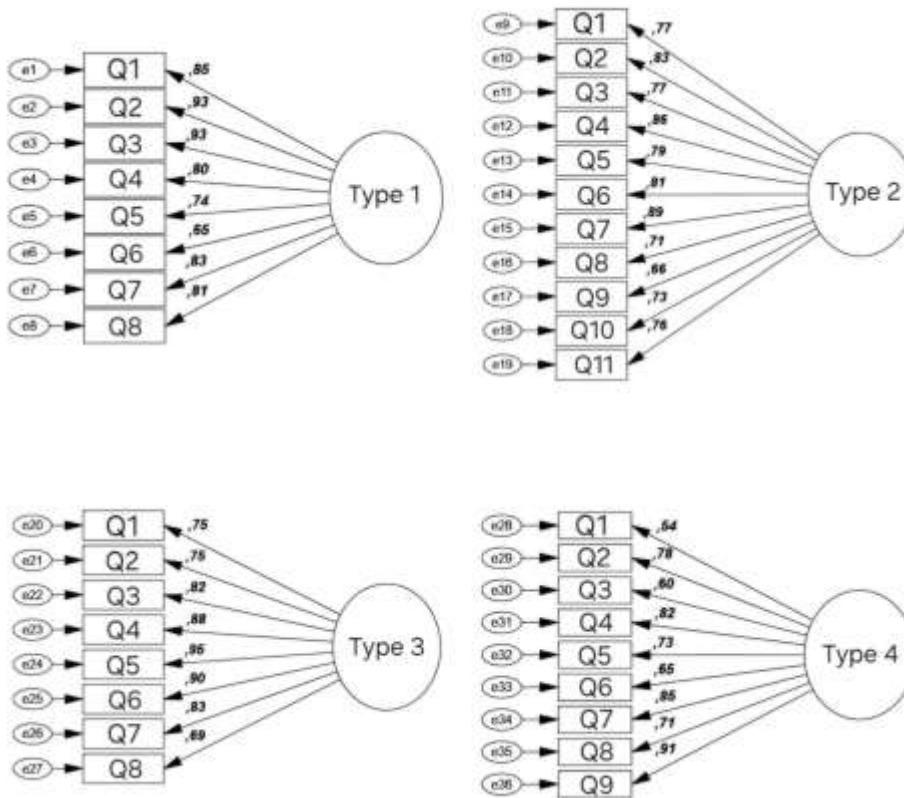 e1 Q1 ,85
e2 Q2 ,93
e3 Q3 ,93
e4 Q4 ,80
Type 1
e5 Q5 ,74
e6 Q6 ,65
e7 Q7 ,83
e8 Q8 ,81
e9 Q1 ,77
e10 Q2 ,83
e11 Q3 ,77
e12 Q4 ,85
e13 Q5 ,79
e14 Q6 ,81
Type 2
e15 Q7 ,89
e16 Q8 ,71
e17 Q9 ,66
e18 Q10 ,73
e19 Q11 ,76
e20 Q1 ,75
e21 Q2 ,75
e22 Q3 ,82
e23 Q4 ,88
Type 3
e24 Q5 ,95
e25 Q6 ,90
e26 Q7 ,83
e27 Q8 ,69
e28 Q1
e29 Q2 ,78
e30 Q3 ,60
e31 Q4 ,82
e32 Q5 ,73
Type 4
e33 Q6 ,65
e34 Q7 ,85
e35 Q8 ,71
e36 Q9 ,91